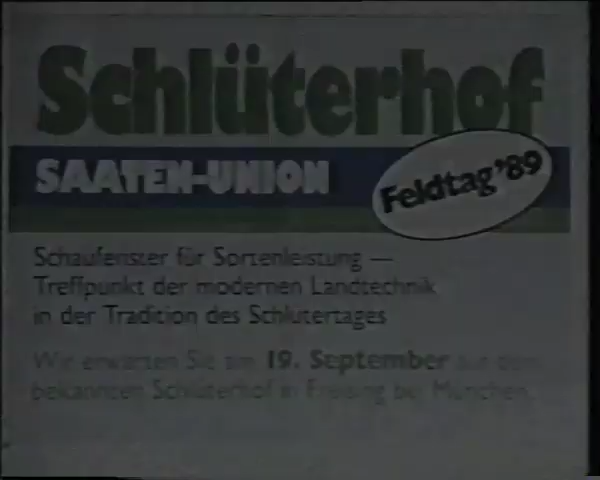 Schlüterhof
SAATEN-UNION
Feldtag '89
Schaufenster für Sortenleistung —
Treffpunkt der modernen Landtechnik
in der Tradition des Schlütertages
Wir erwarten Sie am 19. September auf dem
bekannten Schlüterhof in Freising bei München.